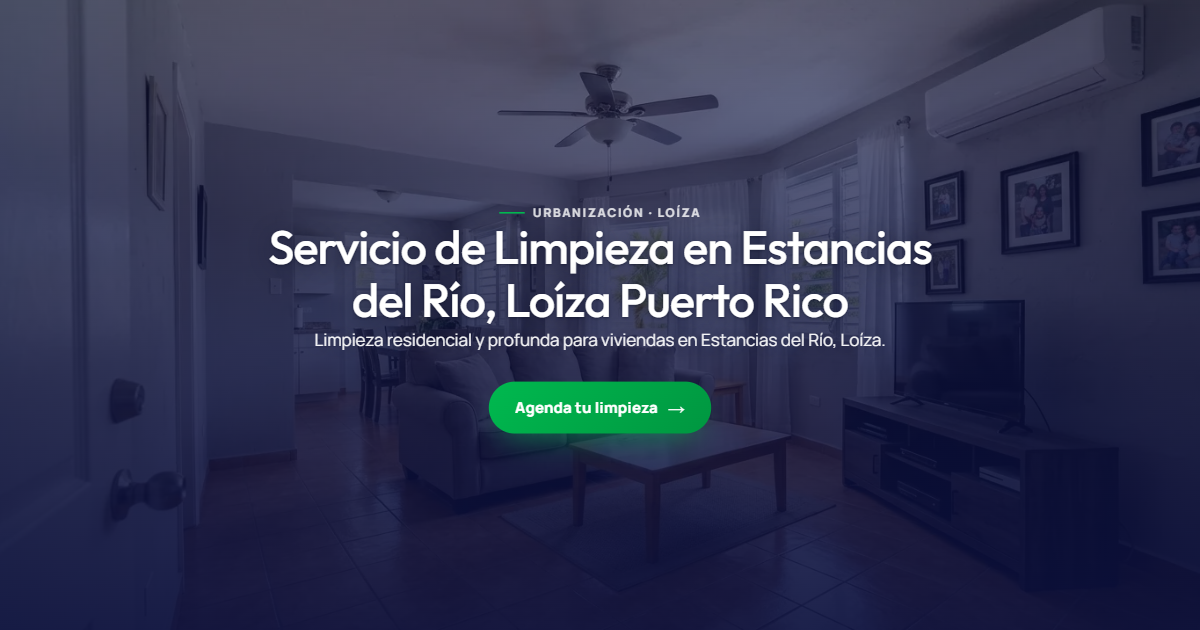 URBANIZACIÓN · LOÍZA
Servicio de Limpieza en Estancias
del Río, Loíza Puerto Rico
Limpieza residencial y profunda para viviendas en Estancias del Río, Loíza.
Agenda tu limpieza →